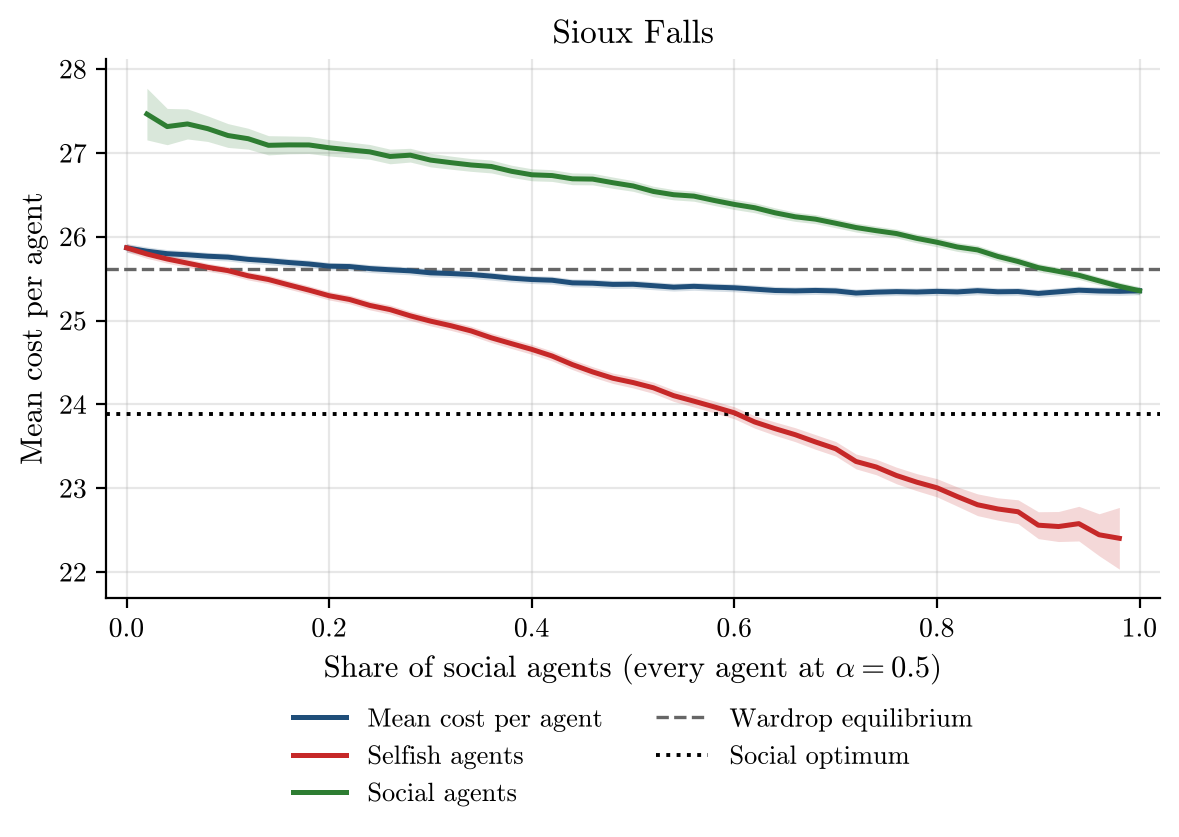 Sioux Falls
28
27
26
25
24
23
22
Mean cost per agent
0.0 0.2 0.4 0.6 0.8 1.0
Share of social agents (every agent at α = 0.5)
Mean cost per agent
Selfish agents
Social agents
Wardrop equilibrium
Social optimum